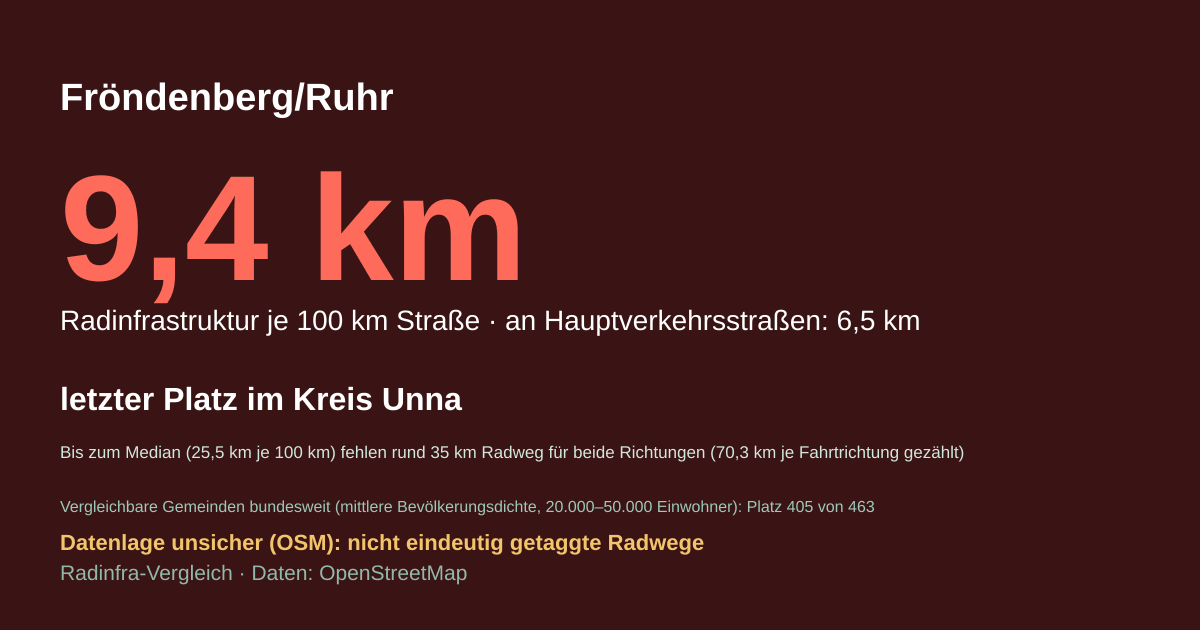 Fröndenberg/Ruhr
9,4 km
Radinfrastruktur je 100 km Straße · an Hauptverkehrsstraßen: 6,5 km
letzter Platz im Kreis Unna
Bis zum Median (25,5 km je 100 km) fehlen rund 35 km Radweg für beide Richtungen (70,3 km je Fahrtrichtung gezählt)
Vergleichbare Gemeinden bundesweit (mittlere Bevölkerungsdichte, 20.000–50.000 Einwohner): Platz 405 von 463
Datenlage unsicher (OSM): nicht eindeutig getaggte Radwege
Radinfra-Vergleich · Daten: OpenStreetMap